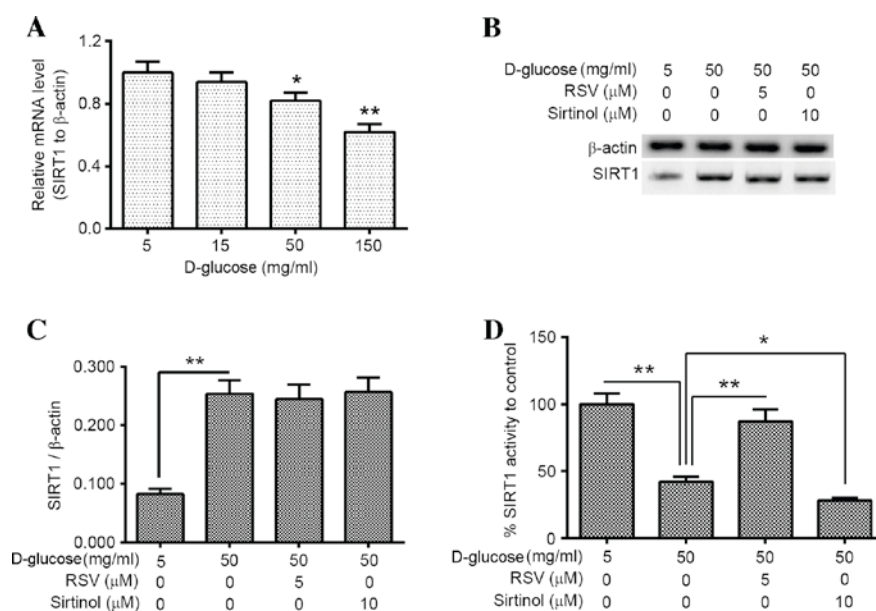 A
Relative mRNA level
(SIRT1 to β-actin)
1.2
0.8
0.4
0.0
*
**
5 15 50 150
D-glucose (mg/ml)
B
D-glucose (mg/ml) 5 50 50 50
RSV (μM) 0 0 5 0
Sirtinol (μM) 0 0 0 10
β-actin
SIRT1
C
SIRT1 / β-actin
0.300
0.200
0.100
0.000
**
D-glucose (mg/ml) 5 50 50 50
RSV (μM) 0 0 5 0
Sirtinol (μM) 0 0 0 10
D
% SIRT1 activity to control
150
100
50
0
**
**
*
D-glucose (mg/ml) 5 50 50 50
RSV (μM) 0 0 5 0
Sirtinol (μM) 0 0 0 10